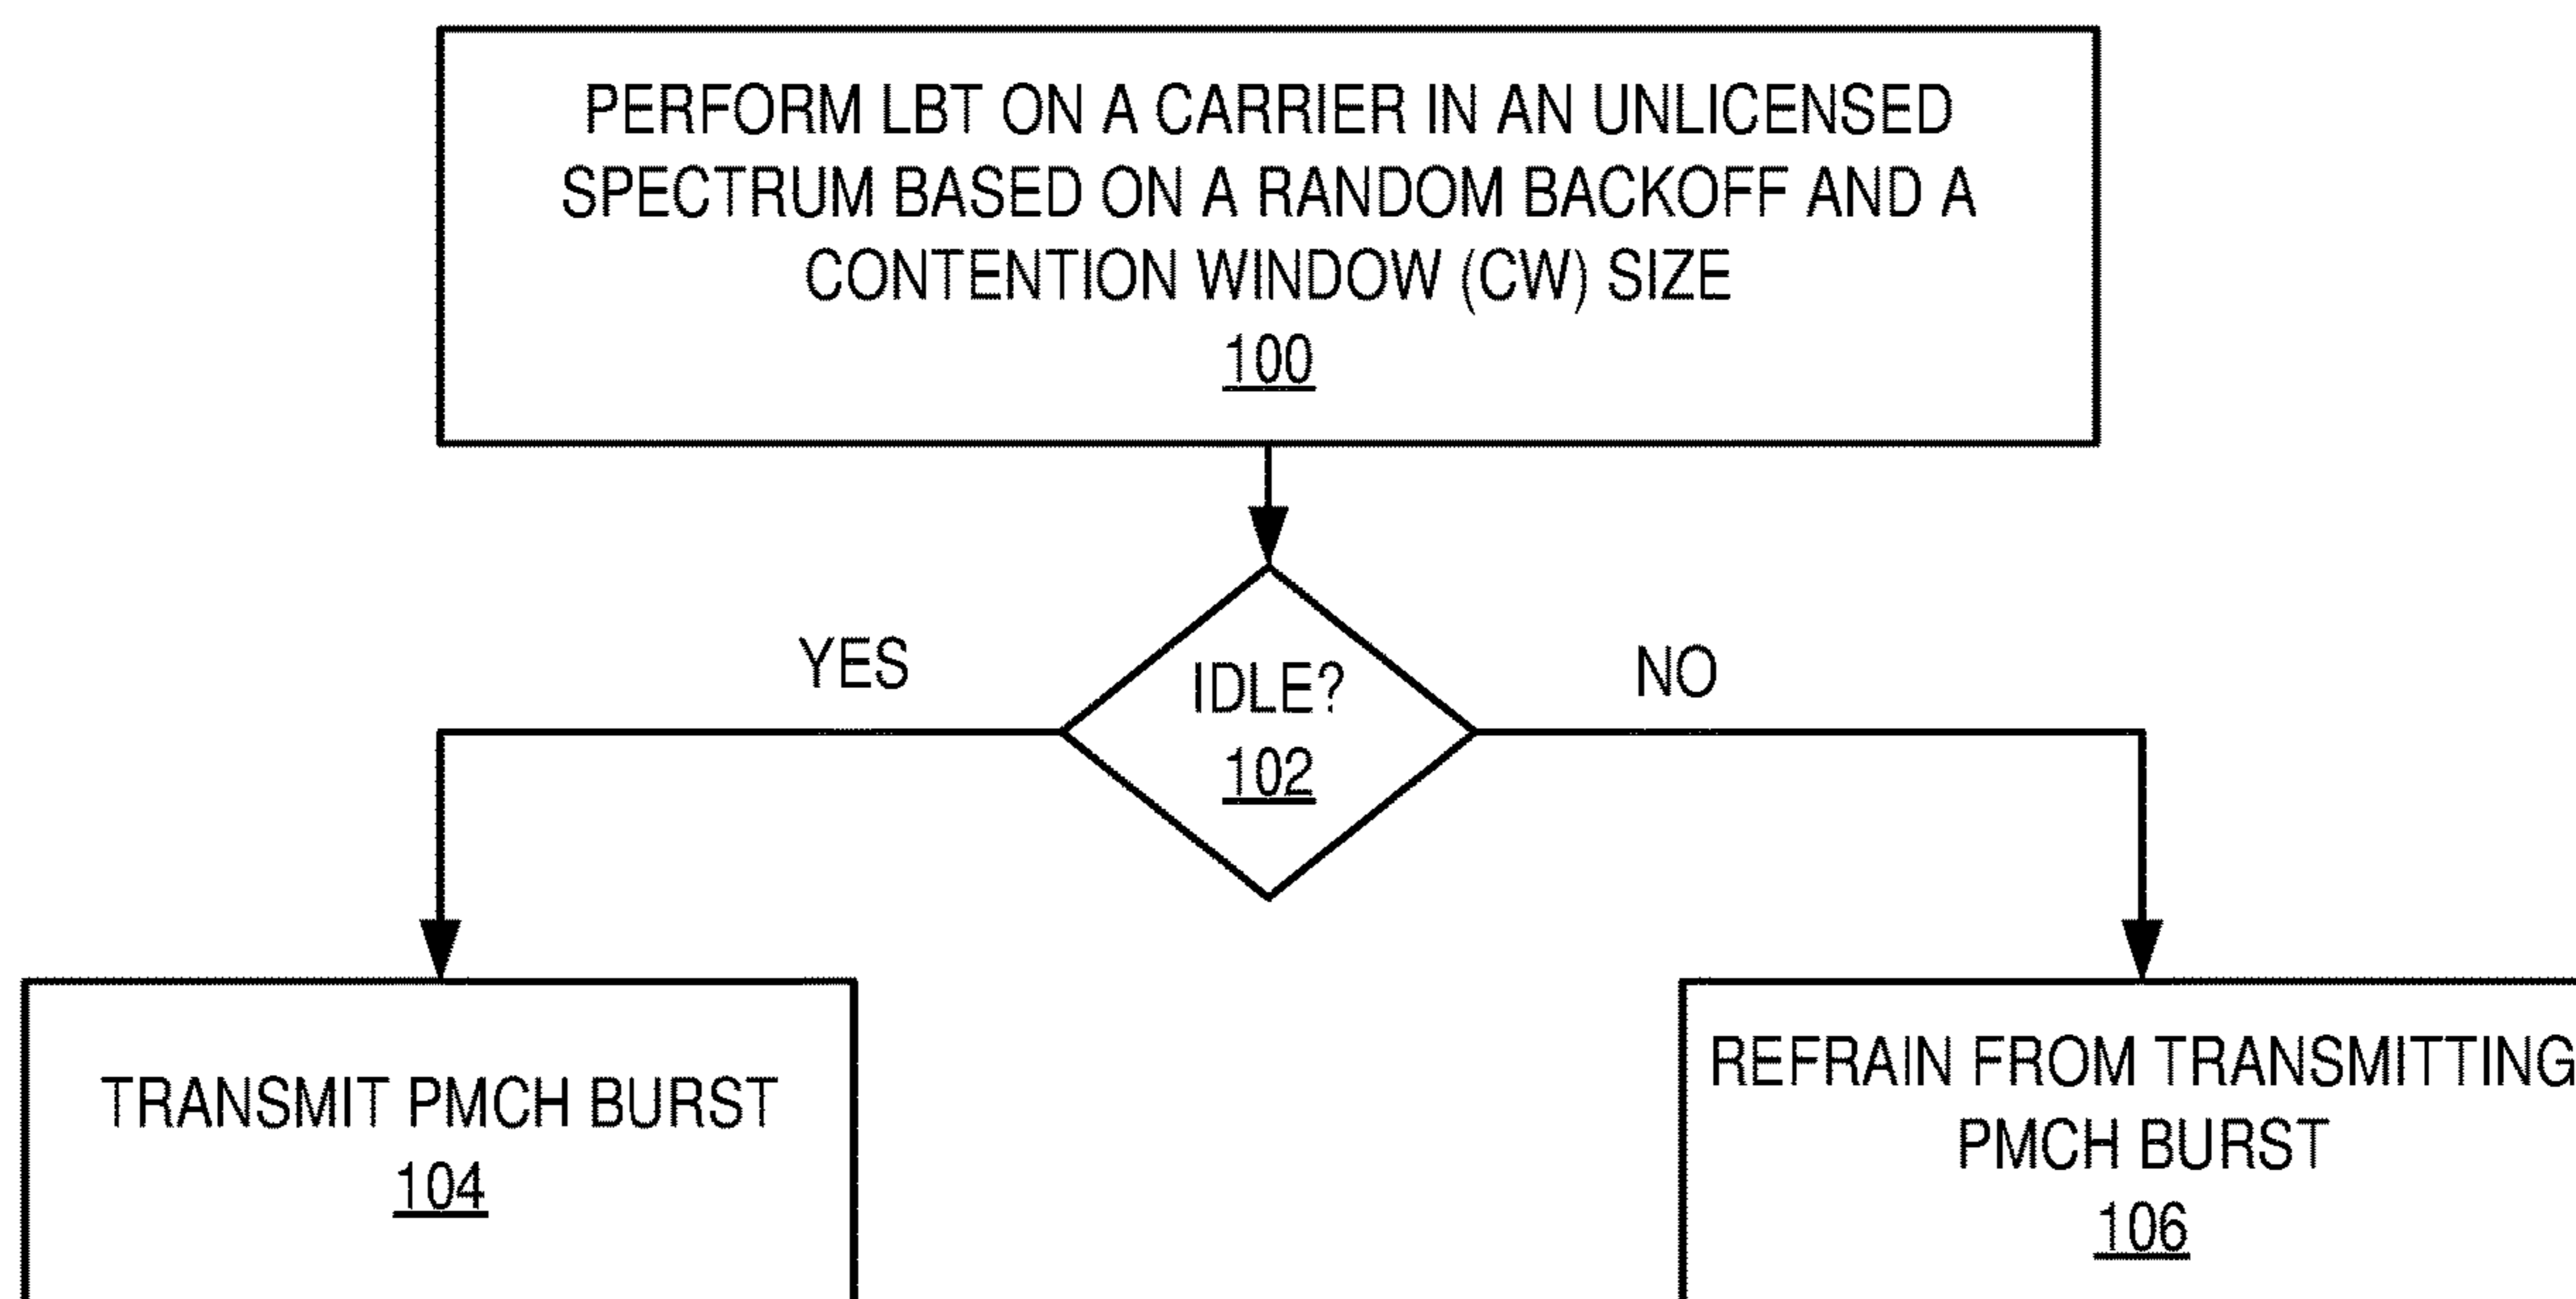 PERFORM LBT ON A CARRIER IN AN UNLICENSED
SPECTRUM BASED ON A RANDOM BACKOFF AND A
CONTENTION WINDOW (CW) SIZE
100
YES
IDLE?
NO
102
TRANSMIT PMCH BURST
104
REFRAIN FROM TRANSMITTING
PMCH BURST
106